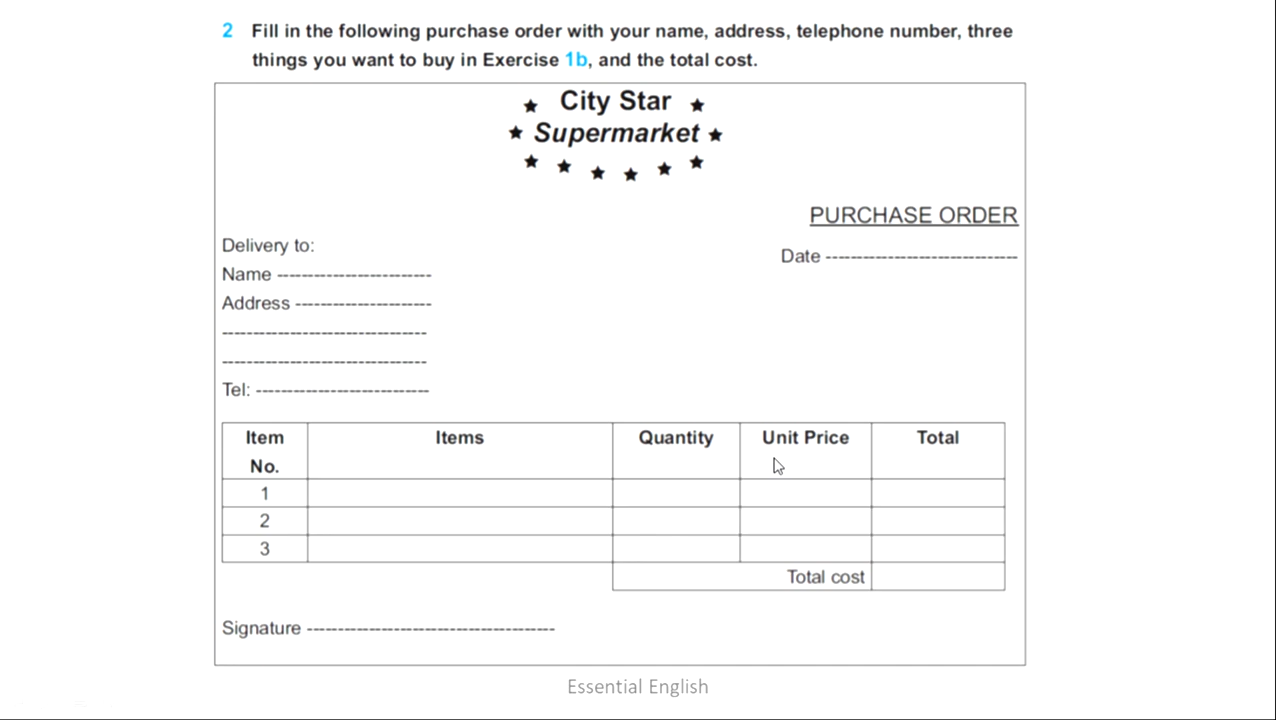 2 Fill in the following purchase order with your name, address, telephone number, three
things you want to buy in Exercise 1b, and the total cost.
★ City Star ★
★ Supermarket ★
★ ★ ★ ★ ★ ★
PURCHASE ORDER
Delivery to:
Date -------------------------------
Name -------------------------
Address ----------------------
---------------------------------
---------------------------------
Tel: ----------------------------
Item No. Items Quantity Unit Price Total
1
2
3
Total cost
Signature ----------------------------------------
Essential English